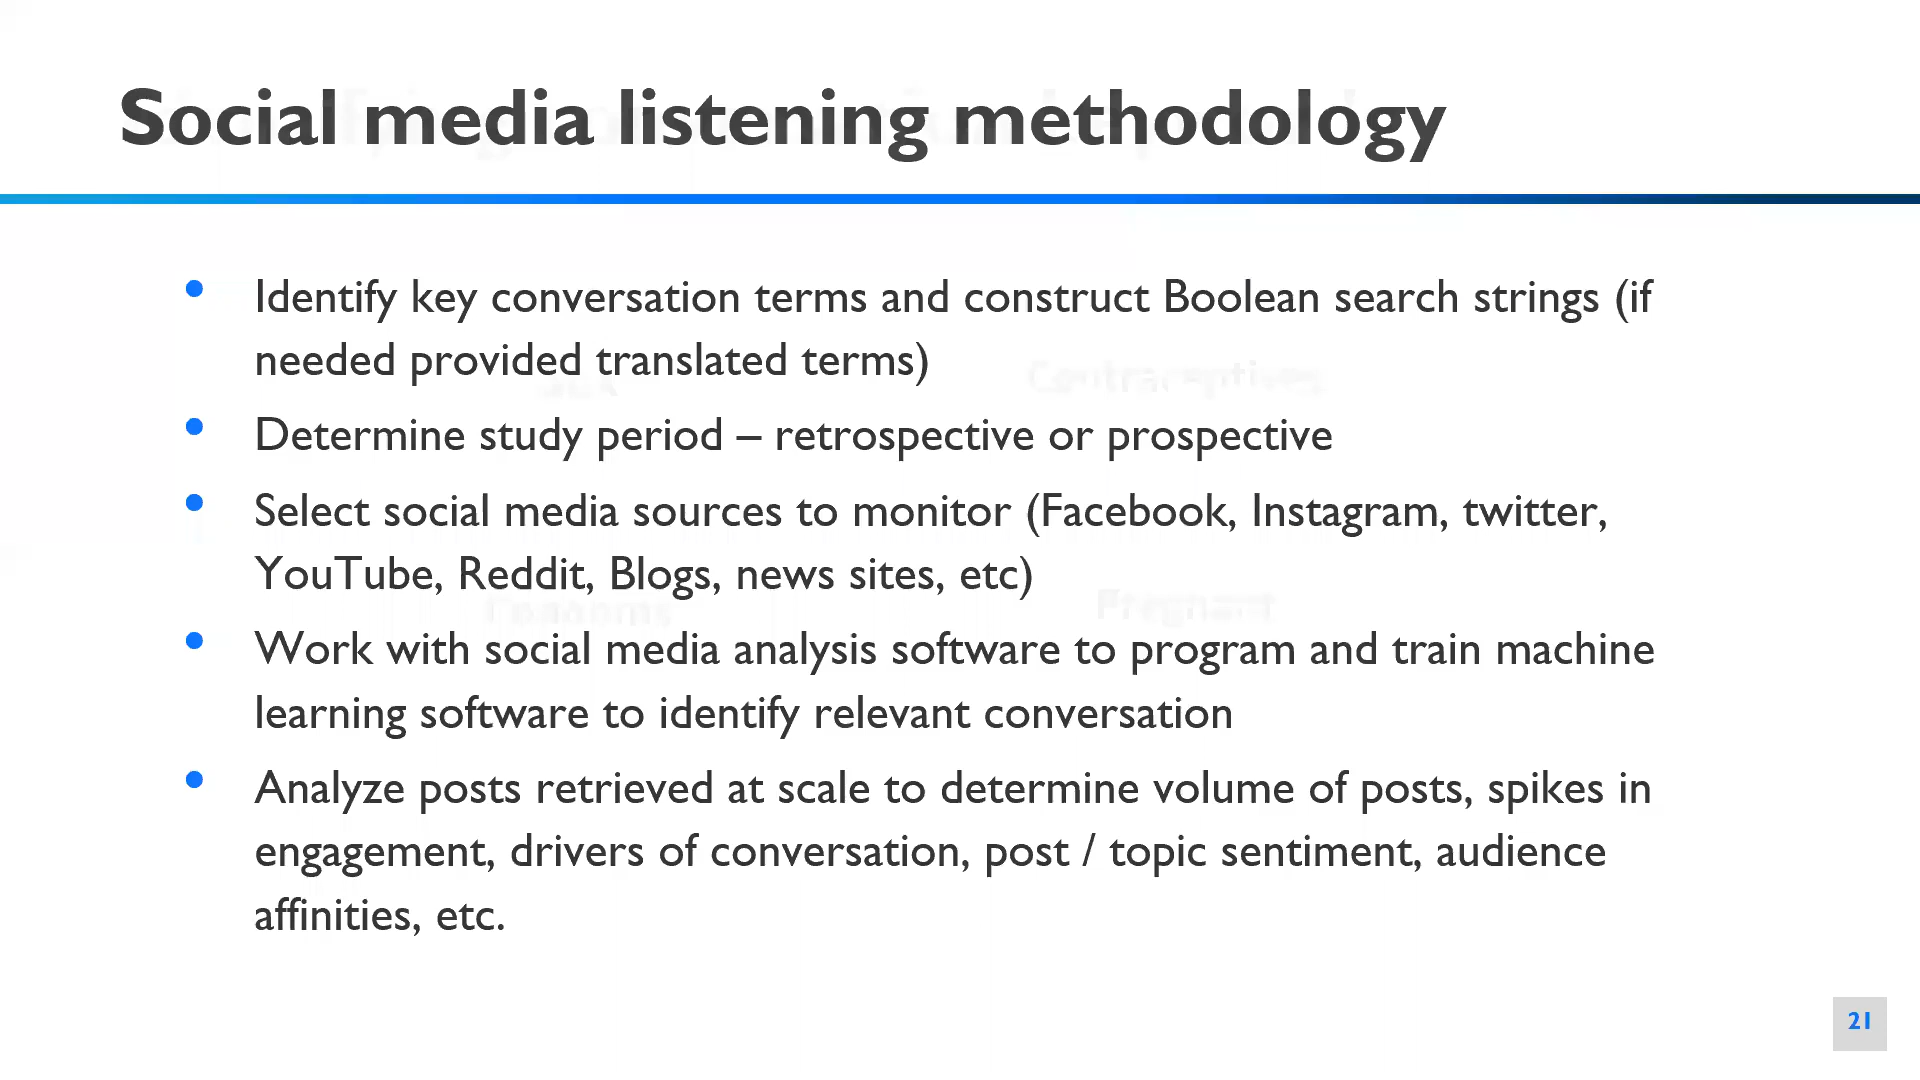 Social media listening methodology
• Identify key conversation terms and construct Boolean search strings (if
needed provided translated terms)
• Determine study period – retrospective or prospective
• Select social media sources to monitor (Facebook, Instagram, twitter,
YouTube, Reddit, Blogs, news sites, etc)
• Work with social media analysis software to program and train machine
learning software to identify relevant conversation
• Analyze posts retrieved at scale to determine volume of posts, spikes in
engagement, drivers of conversation, post / topic sentiment, audience
affinities, etc.
Contraceptives
Condoms
Pregnant
21